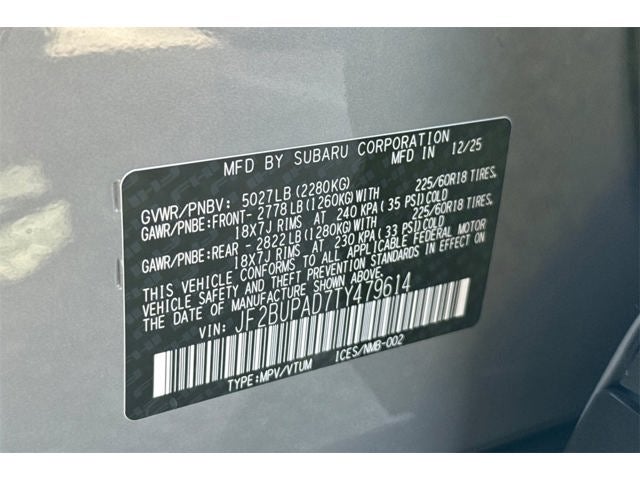 MFD BY SUBARU CORPORATION
MFD IN 12/25
GVWR/PNBV: 5027LB (2280KG)
GAWR/PNBE:FRONT- 2778LB (1260KG) WITH 225/60R18 TIRES,
18X7J RIMS AT 240 KPA (35 PSI) COLD
GAWR/PNBE:REAR - 2822LB (1280KG) WITH 225/60R18 TIRES,
18X7J RIMS AT 230 KPA (33 PSI) COLD
THIS VEHICLE CONFORMS TO ALL APPLICABLE FEDERAL MOTOR
VEHICLE SAFETY AND THEFT PREVENTION STANDARDS IN EFFECT
ON THE DATE OF MANUFACTURE SHOWN ABOVE.
VIN: JF2BUPAD7TY479614
TYPE:MPV/VTUM ICES/NMB-002